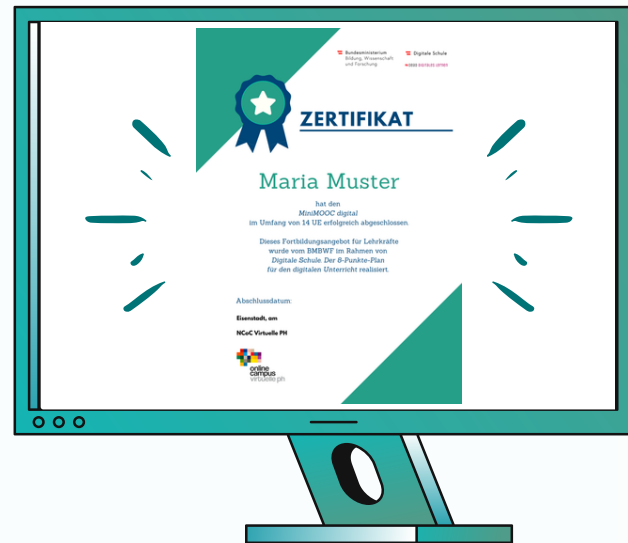 Bundesministerium
Bildung, Wissenschaft
und Forschung
Digitale Schule
ZERTIFIKAT
Maria Muster
hat den
MiniMOOC digital
im Umfang von 14 UE erfolgreich abgeschlossen.
Dieses Fortbildungsangebot für Lehrkräfte
wurde vom BMBWF im Rahmen von
Digitale Schule. Der 8-Punkte-Plan
für den digitalen Unterricht realisiert.
Abschlussdatum:
Eisenstadt, am
NCoC Virtuelle PH
online
campus
virtuelle ph